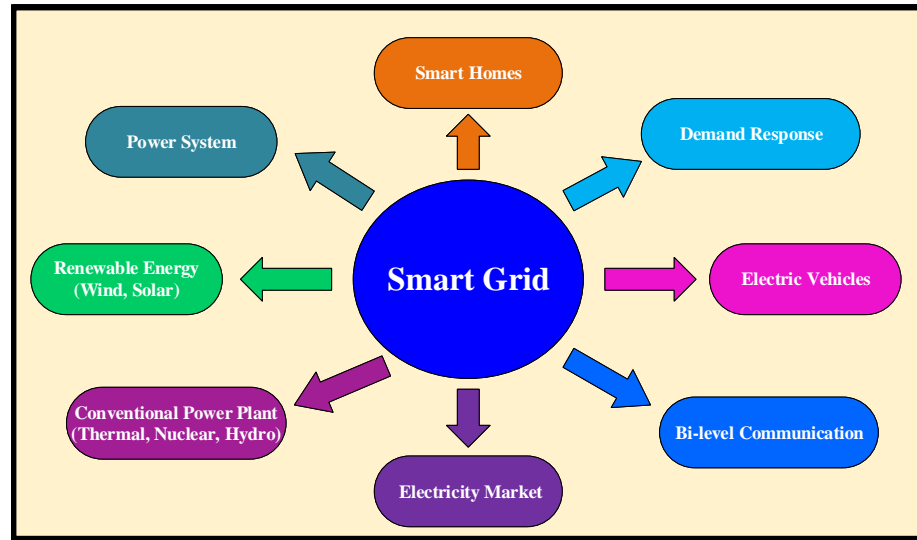 Smart Homes
Power System
Demand Response
Renewable Energy
(Wind, Solar)
Smart Grid
Electric Vehicles
Conventional Power Plant
(Thermal, Nuclear, Hydro)
Bi-level Communication
Electricity Market